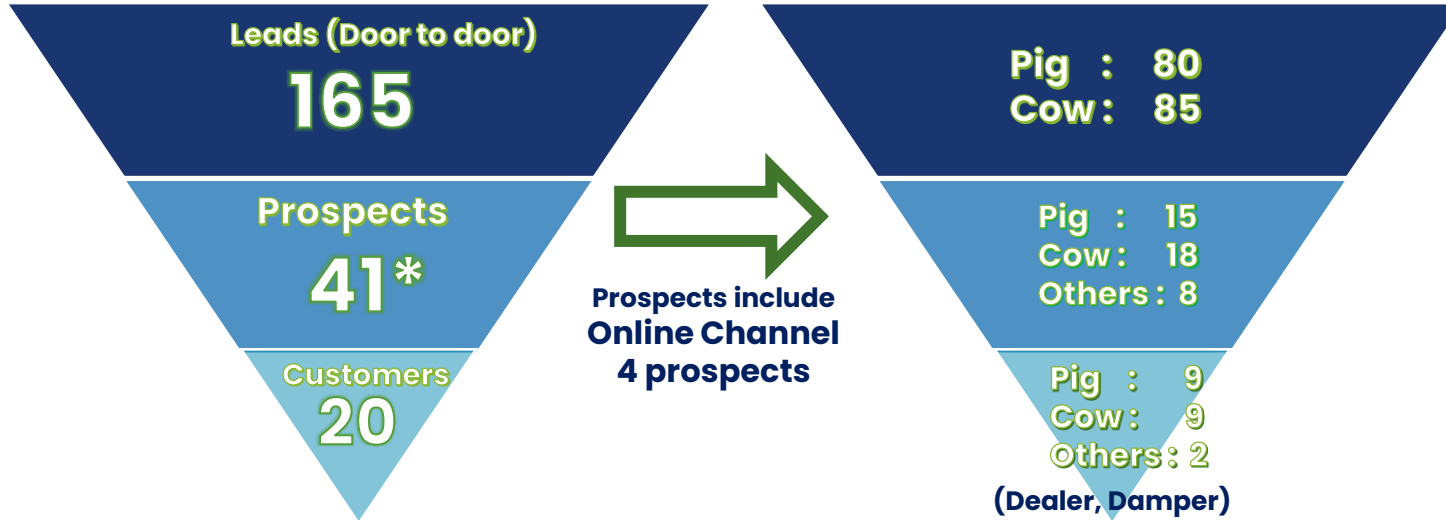 Leads (Door to door)
165
Prospects
41*
Customers
20
Prospects include
Online Channel
4 prospects
Pig : 80
Cow : 85
Pig : 15
Cow : 18
Others : 8
Pig : 9
Cow : 9
Others : 2
(Dealer, Damper)